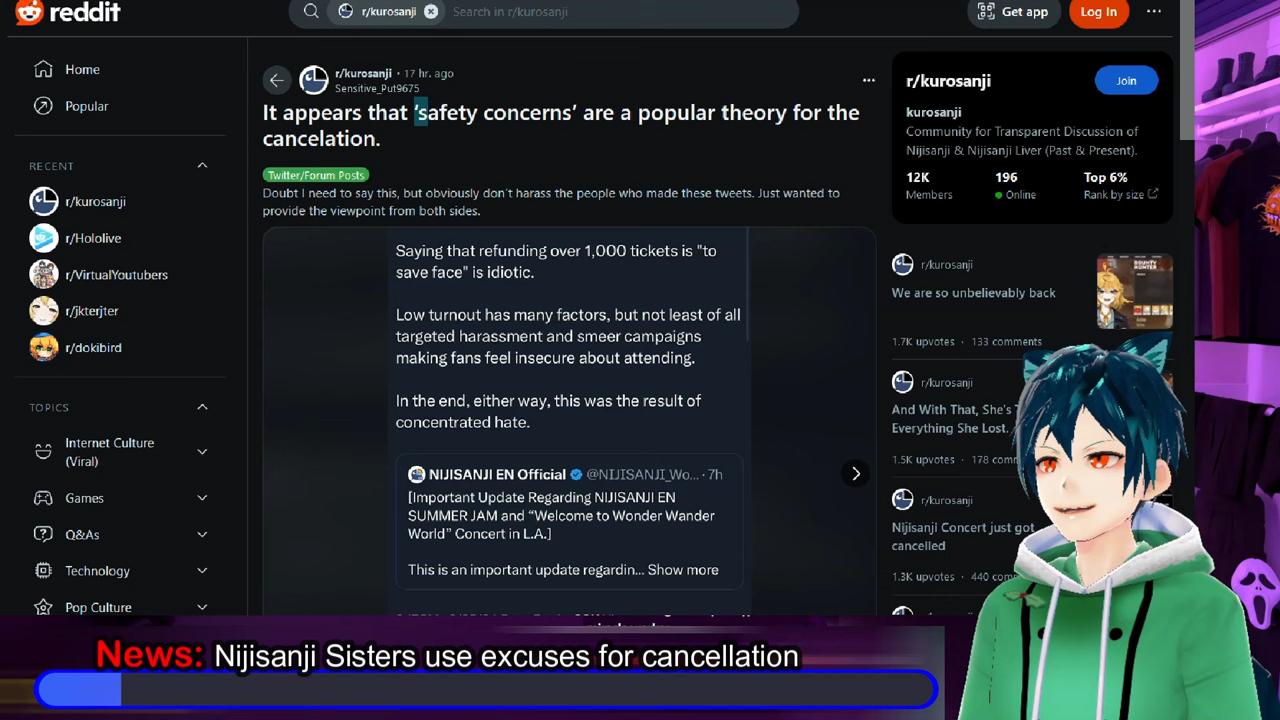 reddit
r/kurosanji
Search in r/kurosanji
Get app
Log In
Home
Popular
RECENT
r/kurosanji
r/Hololive
r/VirtualYoutubers
r/jkterjter
r/dokibird
TOPICS
Internet Culture
(Viral)
Games
Q&As
Technology
Pop Culture
r/kurosanji • 17 hr. ago
Sensitive_Put9675
It appears that ‘safety concerns’ are a popular theory for the
cancelation.
Twitter/Forum Posts
Doubt I need to say this, but obviously don’t harass the people who made these tweets. Just wanted to
provide the viewpoint from both sides.
Saying that refunding over 1,000 tickets is "to
save face" is idiotic.
Low turnout has many factors, but not least of all
targeted harassment and smeer campaigns
making fans feel insecure about attending.
In the end, either way, this was the result of
concentrated hate.
NIJISANJI EN Official @NIJISANJI_Wo... · 7h
[Important Update Regarding NIJISANJI EN
SUMMER JAM and “Welcome to Wonder Wander
World” Concert in L.A.]
This is an important update regardin... Show more
r/kurosanji
Join
kurosanji
Community for Transparent Discussion of
Nijisanji & Nijisanji Liver (Past & Present).
12K 196 Top 6%
Members Online Rank by size
r/kurosanji
We are so unbelievably back
BOUNTY
HUNTER
1.7K upvotes · 133 comments
r/kurosanji
And With That, She's
Everything She Lost.
1.5K upvotes · 178
r/kurosanji
Nijisanji Concert just got
cancelled
1.3K upvotes · 440
News: Nijisanji Sisters use excuses for cancellation